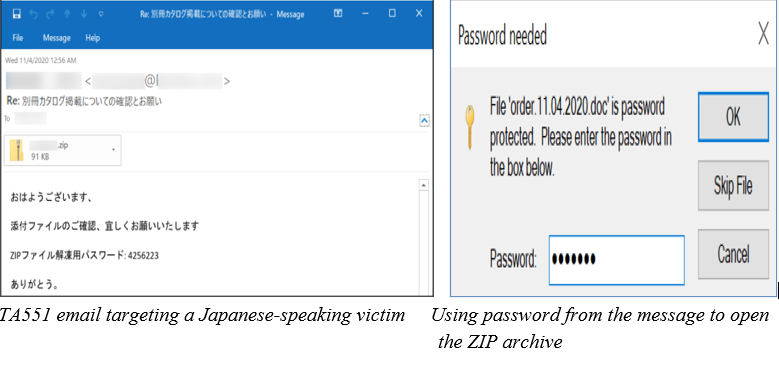 Re: 別冊カタログ掲載についての確認とお願い - Message
File Message Help
Wed 11/4/2020 12:56 AM
< @ >
Re: 別冊カタログ掲載についての確認とお願い
To
.zip
91 KB
おはようございます、
添付ファイルのご確認、宜しくお願いいたします
ZIPファイル解凍用パスワード: 4256223
ありがとう。
Password needed
File 'order.11.04.2020.doc' is password
protected. Please enter the password in
the box below.
OK
Skip File
Cancel
Password: •••••••
TA551 email targeting a Japanese-speaking victim
Using password from the message to open
the ZIP archive